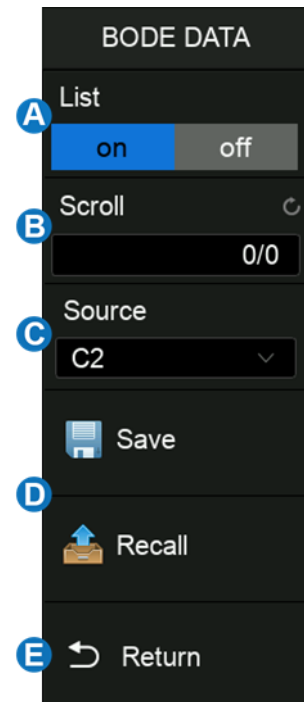 BODE DATA
List
A
on off
Scroll
B
0/0
Source
C
C2
Save
D
Recall
E Return